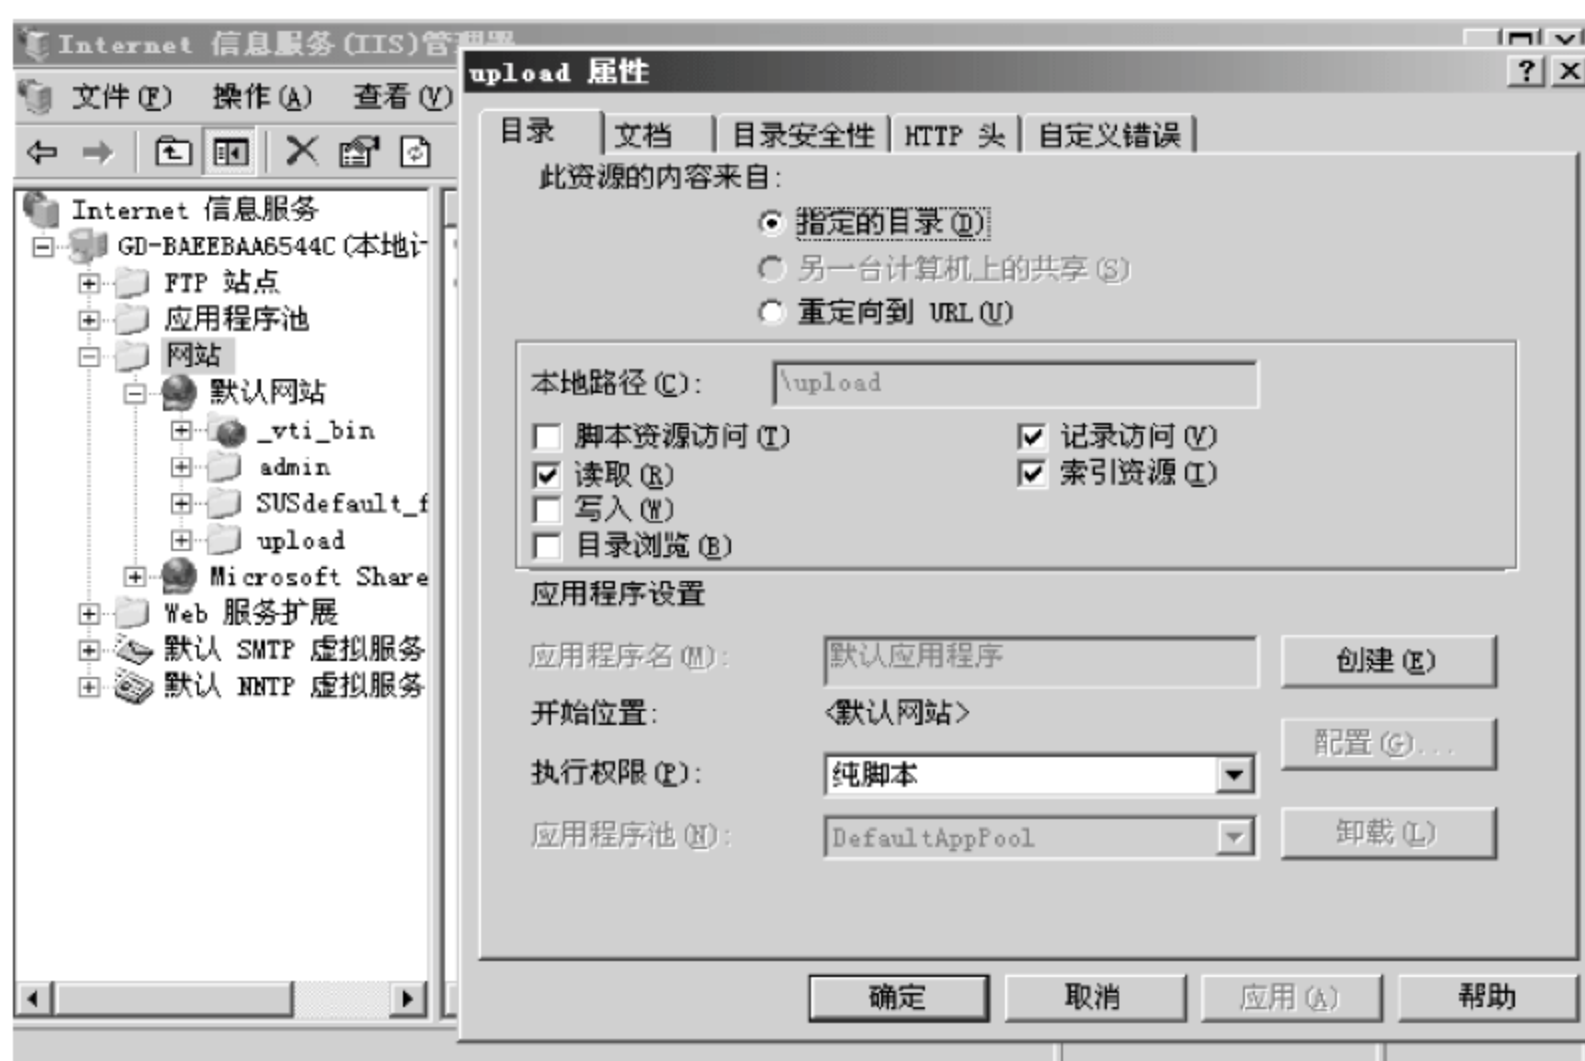 Internet 信息服务(IIS)管理器
文件(F) 操作(A) 查看(V)
Internet 信息服务
GD-BAEEBAA6544C(本地计
FTP 站点
应用程序池
网站
默认网站
_vti_bin
admin
SUSdefault_f
upload
Microsoft Share
Web 服务扩展
默认 SMTP 虚拟服务
默认 NNTP 虚拟服务
upload 属性
目录 文档 目录安全性 HTTP 头 自定义错误
此资源的内容来自:
指定的目录(D)
另一台计算机上的共享(S)
重定向到 URL(U)
本地路径(C): \upload
脚本资源访问(T) 记录访问(V)
读取(R) 索引资源(I)
写入(W)
目录浏览(B)
应用程序设置
应用程序名(M): 默认应用程序 创建(E)
开始位置: <默认网站>
配置(G)...
执行权限(P): 纯脚本
应用程序池(N): DefaultAppPool 卸载(L)
确定 取消 应用(A) 帮助